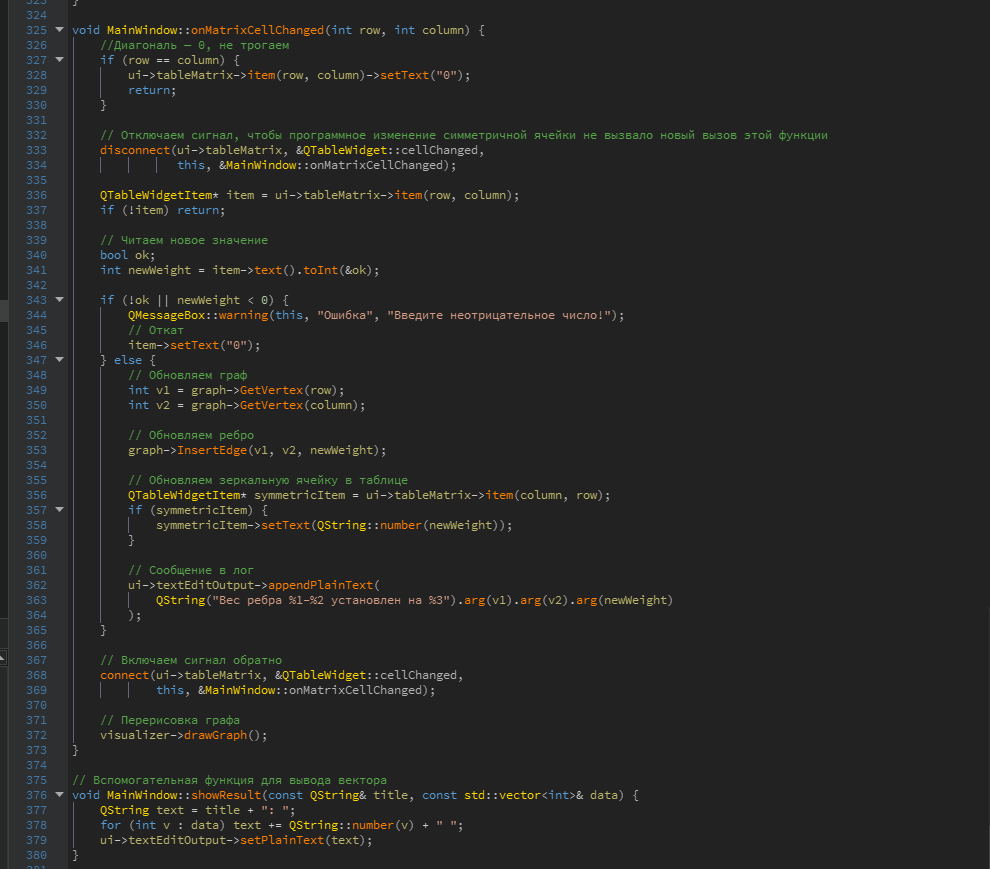 323 }
324
325 void MainWindow::onMatrixCellChanged(int row, int column) {
326 //Диагональ — 0, не трогаем
327 if (row == column) {
328 ui->tableMatrix->item(row, column)->setText("0");
329 return;
330 }
331
332 // Отключаем сигнал, чтобы программное изменение симметричной ячейки не вызвало новый вызов этой функции
333 disconnect(ui->tableMatrix, &QTableWidget::cellChanged,
334 this, &MainWindow::onMatrixCellChanged);
335
336 QTableWidgetItem* item = ui->tableMatrix->item(row, column);
337 if (!item) return;
338
339 // Читаем новое значение
340 bool ok;
341 int newWeight = item->text().toInt(&ok);
342
343 if (!ok || newWeight < 0) {
344 QMessageBox::warning(this, "Ошибка", "Введите неотрицательное число!");
345 // Откат
346 item->setText("0");
347 } else {
348 // Обновляем граф
349 int v1 = graph->GetVertex(row);
350 int v2 = graph->GetVertex(column);
351
352 // Обновляем ребро
353 graph->InsertEdge(v1, v2, newWeight);
354
355 // Обновляем зеркальную ячейку в таблице
356 QTableWidgetItem* symmetricItem = ui->tableMatrix->item(column, row);
357 if (symmetricItem) {
358 symmetricItem->setText(QString::number(newWeight));
359 }
360
361 // Сообщение в лог
362 ui->textEditOutput->appendPlainText(
363 QString("Вес ребра %1-%2 установлен на %3").arg(v1).arg(v2).arg(newWeight)
364 );
365 }
366
367 // Включаем сигнал обратно
368 connect(ui->tableMatrix, &QTableWidget::cellChanged,
369 this, &MainWindow::onMatrixCellChanged);
370
371 // Перерисовка графа
372 visualizer->drawGraph();
373 }
374
375 // Вспомогательная функция для вывода вектора
376 void MainWindow::showResult(const QString& title, const std::vector<int>& data) {
377 QString text = title + ": ";
378 for (int v : data) text += QString::number(v) + " ";
379 ui->textEditOutput->setPlainText(text);
380 }